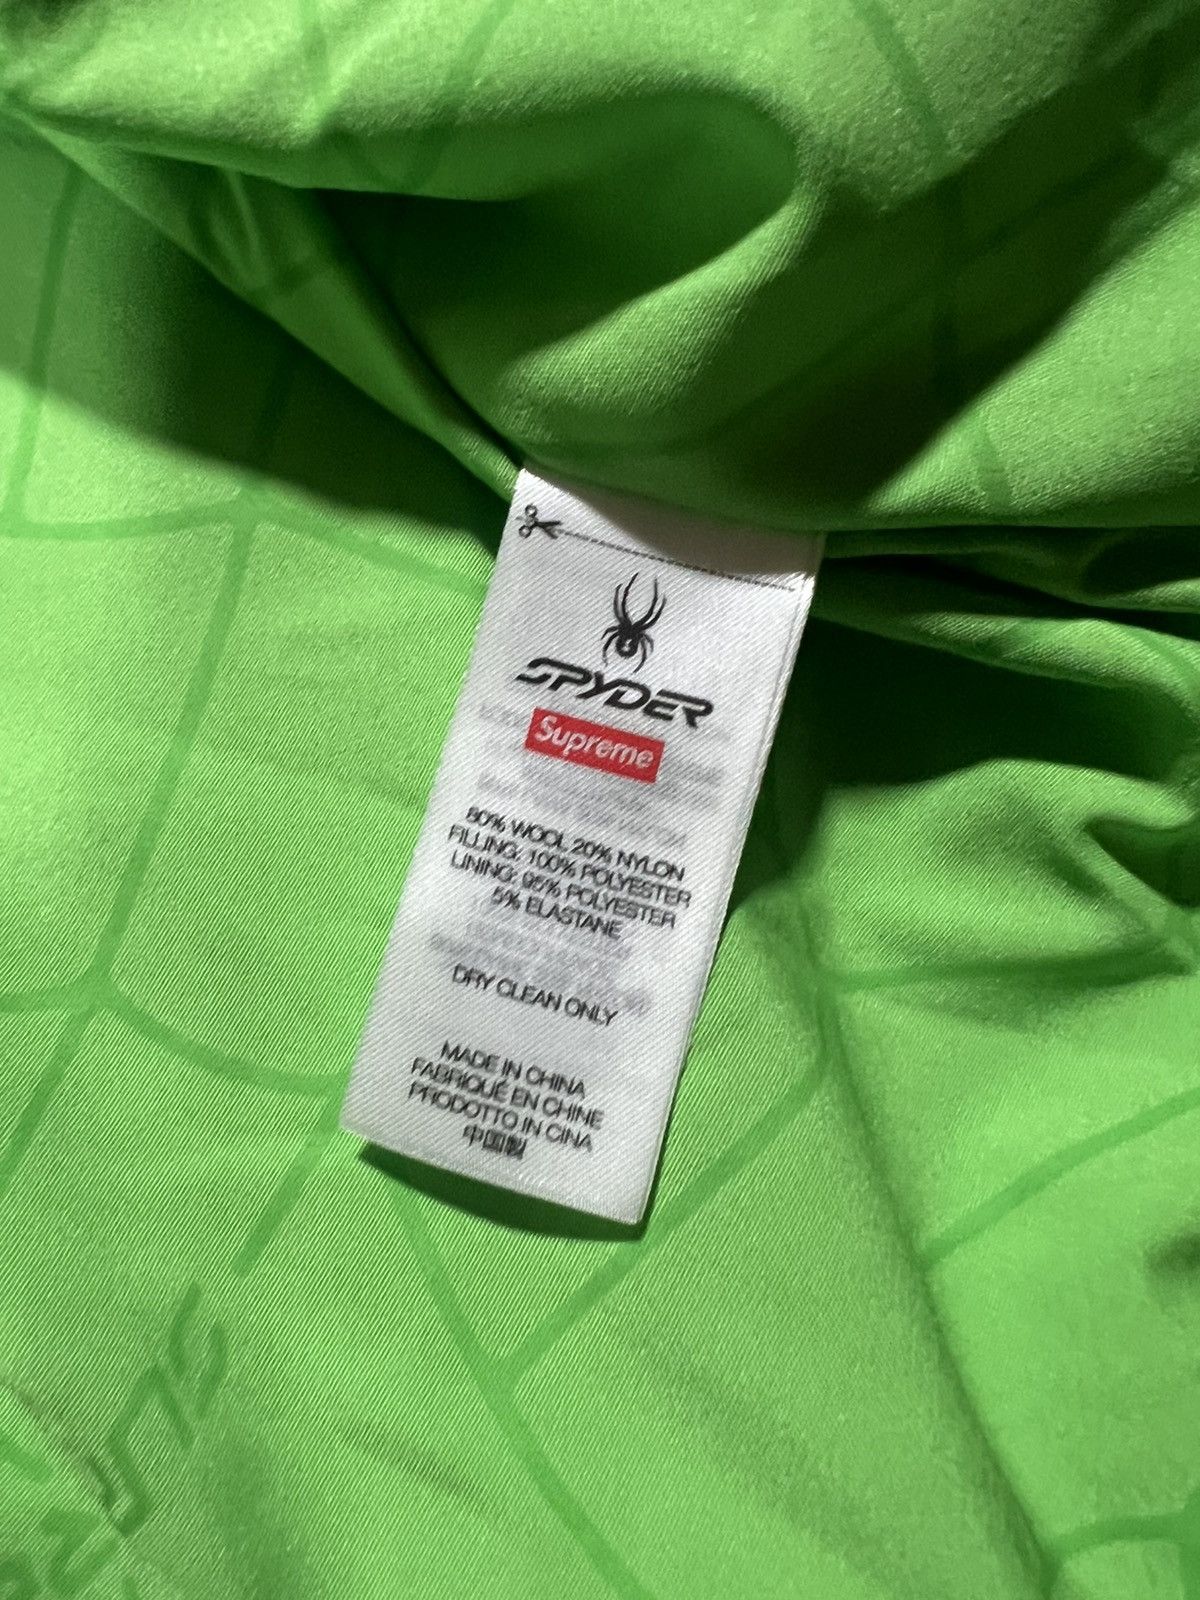 SPYDER
Supreme
80% WOOL 20% NYLON
FILLING: 100% POLYESTER
LINING: 95% POLYESTER
5% ELASTANE
DRY CLEAN ONLY
MADE IN CHINA
FABRIQUÉ EN CHINE
PRODOTTO IN CINA
中国製